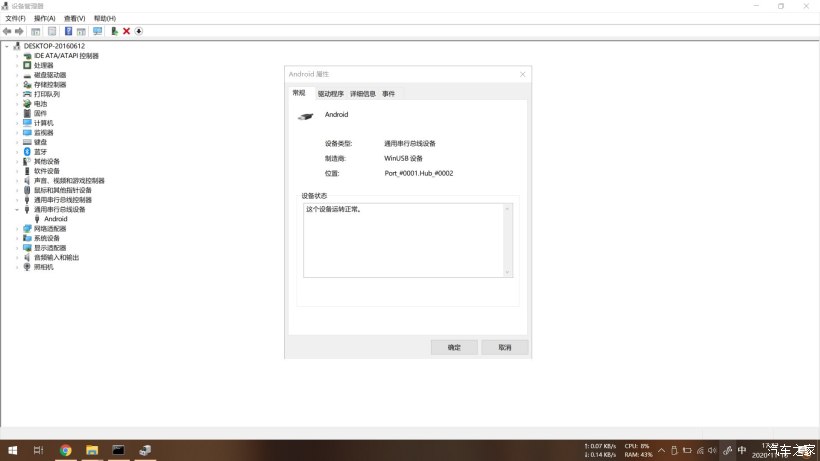 设备管理器
文件(F) 操作(A) 查看(V) 帮助(H)
DESKTOP-20160612
IDE ATA/ATAPI 控制器
处理器
磁盘驱动器
存储控制器
打印队列
电池
固件
计算机
监视器
键盘
蓝牙
其他设备
软件设备
声音、视频和游戏控制器
鼠标和其他指针设备
通用串行总线控制器
通用串行总线设备
Android
网络适配器
系统设备
显示适配器
音频输入和输出
照相机
Android 属性
常规 驱动程序 详细信息 事件
Android
设备类型: 通用串行总线设备
制造商: WinUSB 设备
位置: Port_#0001.Hub_#0002
设备状态
这个设备运转正常。
确定 取消
↑: 0.07 KB/s CPU: 8%
↓: 0.14 KB/s RAM: 43%
中
汽车之家